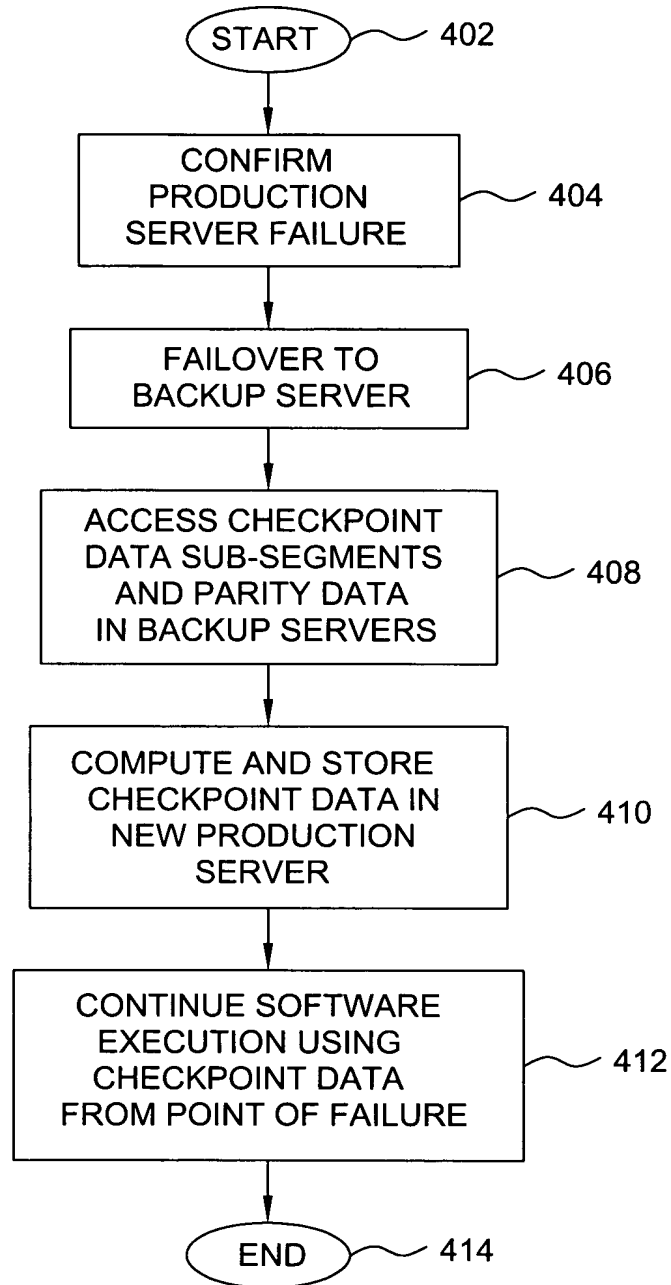 START
402
CONFIRM
PRODUCTION
SERVER FAILURE
404
FAILOVER TO
BACKUP SERVER
406
ACCESS CHECKPOINT
DATA SUB-SEGMENTS
AND PARITY DATA
IN BACKUP SERVERS
408
COMPUTE AND STORE
CHECKPOINT DATA IN
NEW PRODUCTION
SERVER
410
CONTINUE SOFTWARE
EXECUTION USING
CHECKPOINT DATA
FROM POINT OF FAILURE
412
END
414